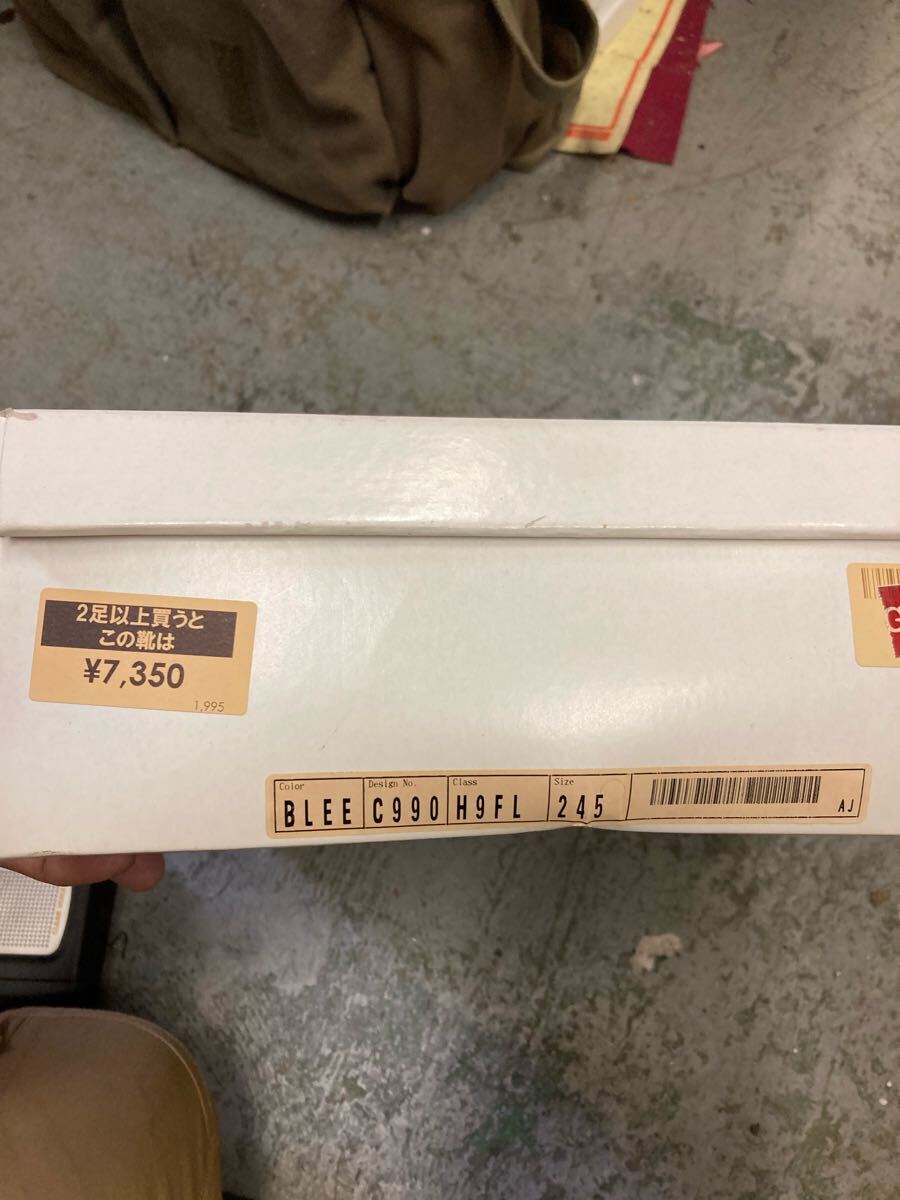 2足以上買うと
この靴は
¥7,350
1,995
Color
BLEE
Design No.
C990
Class
H9FL
Size
245
AJ
G